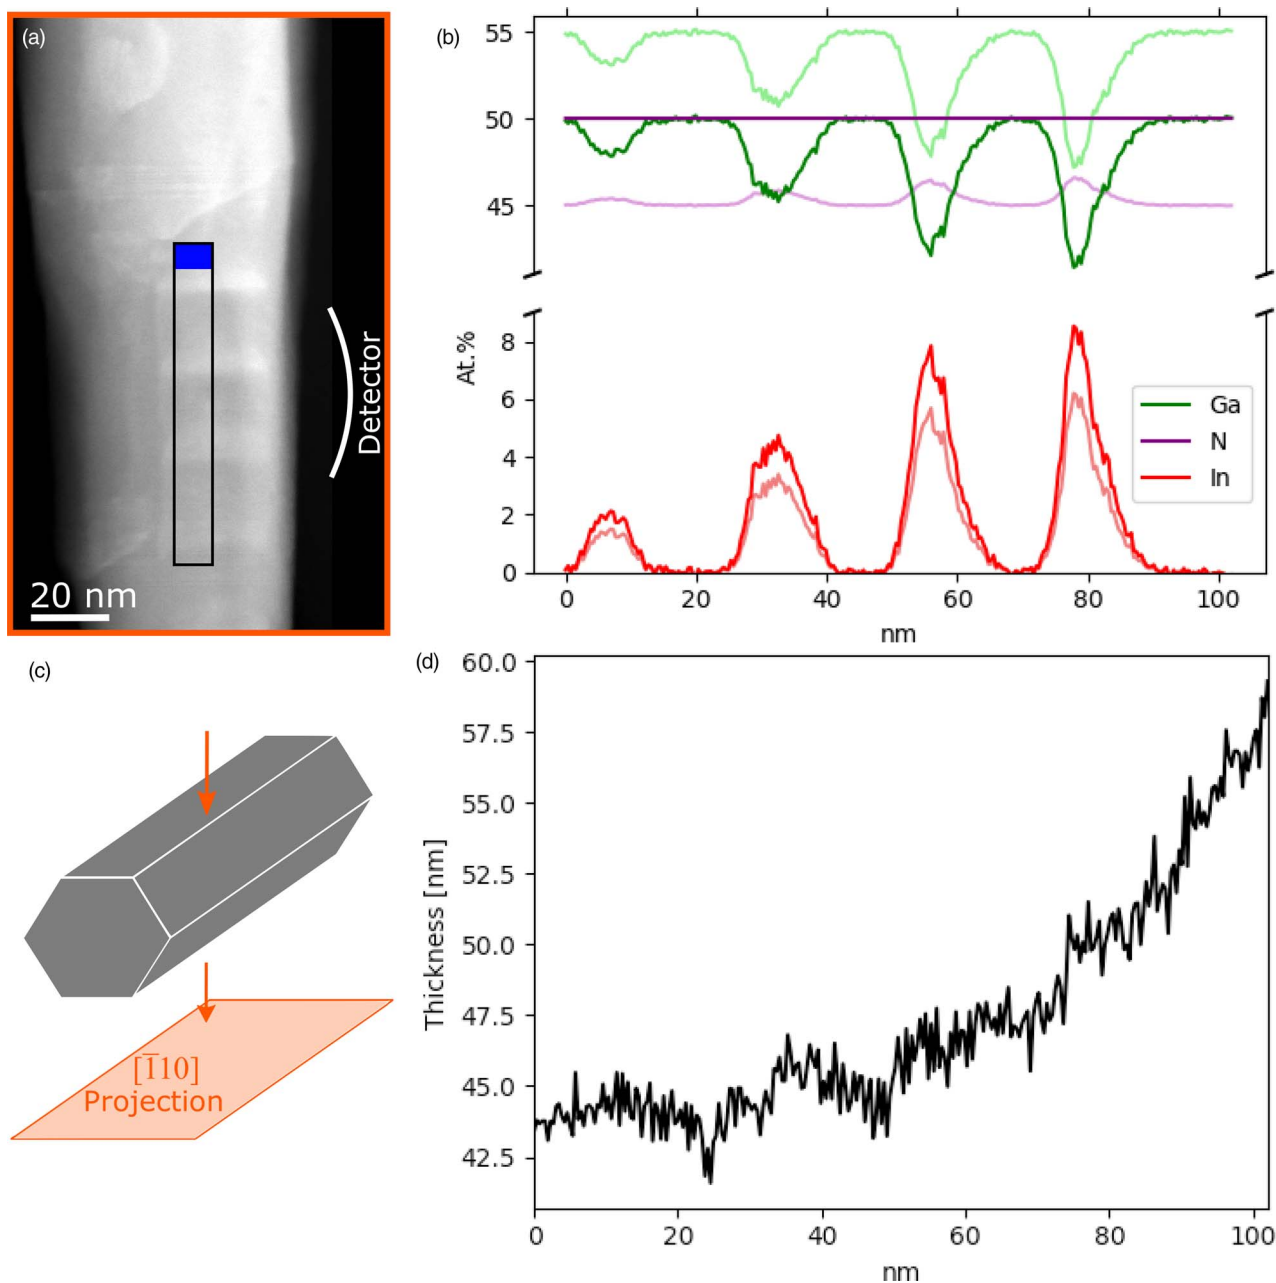 (a)
Detector
20 nm
(b)
55
50
45
At.%
8
6
4
2
0
Ga
N
In
0 20 40 60 80 100
nm
(c)
[1̅10]
Projection
(d)
60.0
57.5
55.0
52.5
50.0
47.5
45.0
42.5
Thickness [nm]
0 20 40 60 80 100
nm